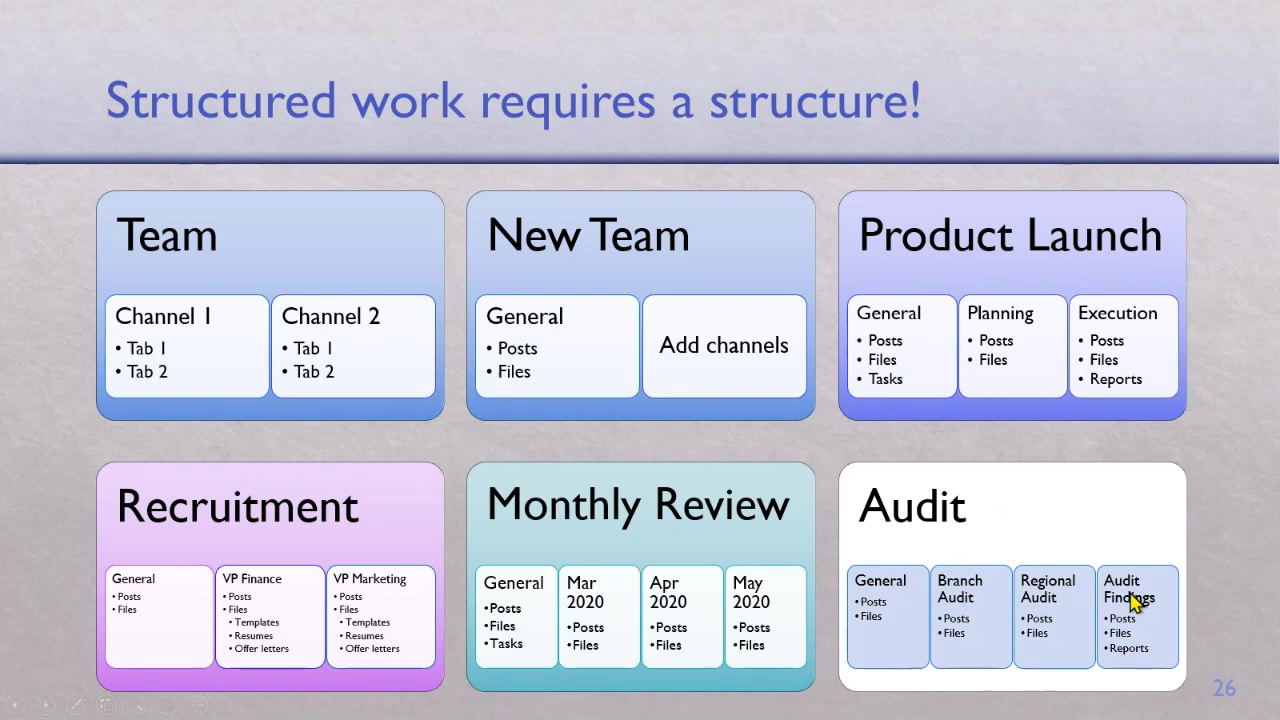 Structured work requires a structure!
Team
Channel 1
• Tab 1
• Tab 2
Channel 2
• Tab 1
• Tab 2
New Team
General
• Posts
• Files
Add channels
Product Launch
General
• Posts
• Files
• Tasks
Planning
• Posts
• Files
Execution
• Posts
• Files
• Reports
Recruitment
General
• Posts
• Files
VP Finance
• Posts
• Files
• Templates
• Resumes
• Offer letters
VP Marketing
• Posts
• Files
• Templates
• Resumes
• Offer letters
Monthly Review
General
•Posts
•Files
•Tasks
Mar
2020
•Posts
•Files
Apr
2020
•Posts
•Files
May
2020
•Posts
•Files
Audit
General
•Posts
•Files
Branch
Audit
•Posts
•Files
Regional
Audit
•Posts
•Files
Audit
Findings
•Posts
•Files
•Reports
26